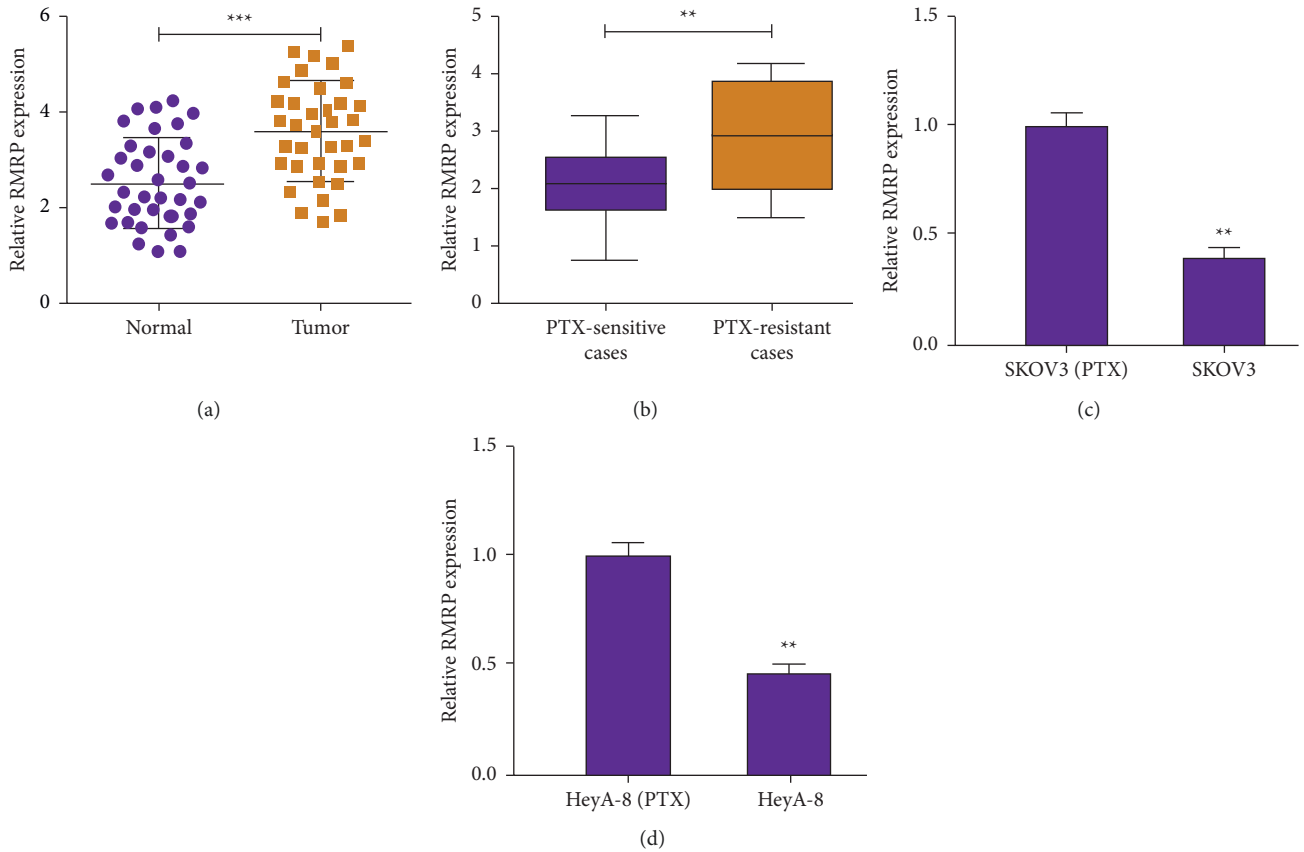 Relative RMRP expression
6
4
2
0
***
Normal
Tumor
(a)
Relative RMRP expression
5
4
3
2
1
0
**
PTX-sensitive
cases
PTX-resistant
cases
(b)
Relative RMRP expression
1.5
1.0
0.5
0.0
**
SKOV3 (PTX)
SKOV3
(c)
Relative RMRP expression
1.5
1.0
0.5
0.0
**
HeyA-8 (PTX)
HeyA-8
(d)